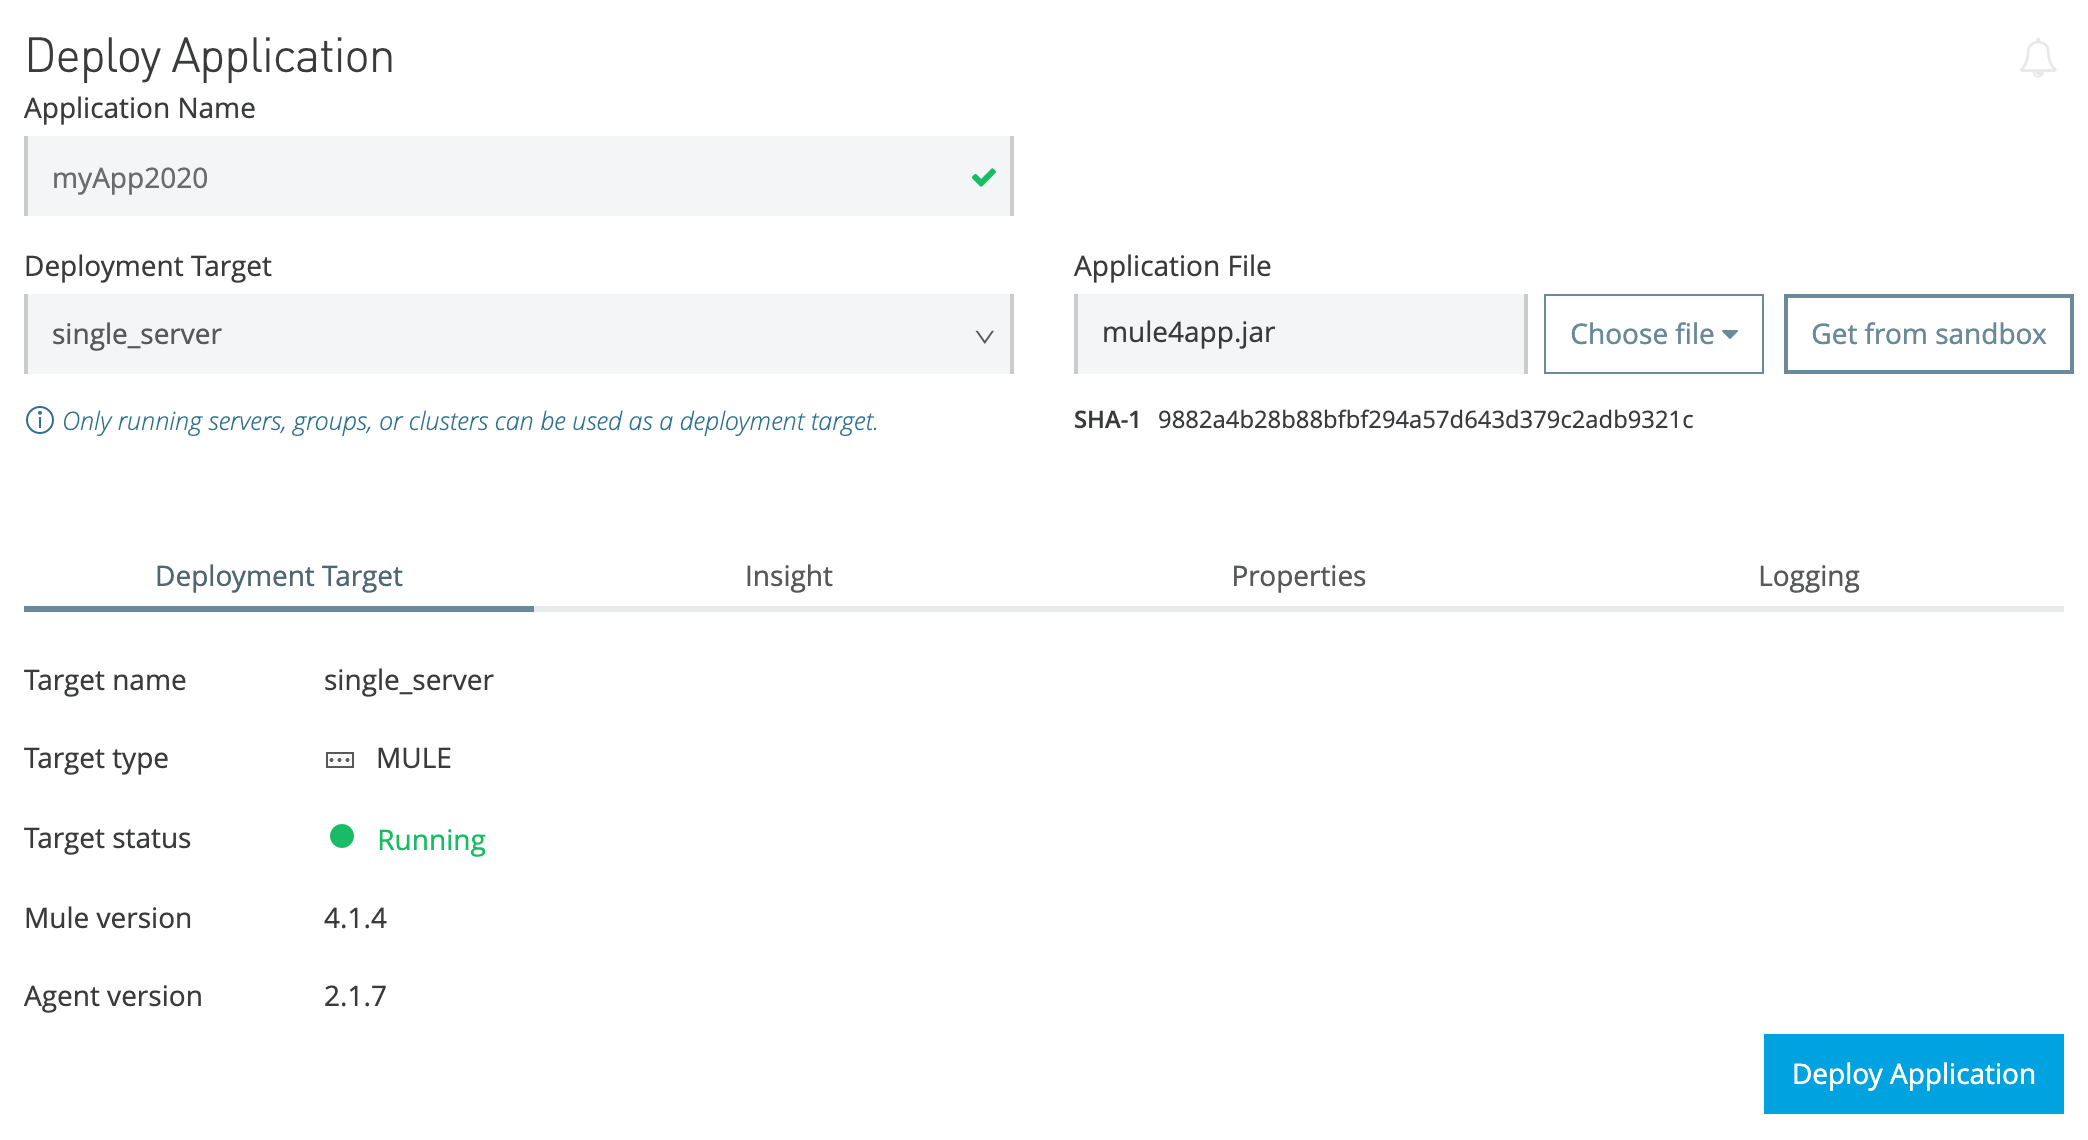 Deploy Application
Application Name
myApp2020
Deployment Target
single_server
Only running servers, groups, or clusters can be used as a deployment target.
Application File
mule4app.jar
Choose file
Get from sandbox
SHA-1 9882a4b28b88bfbf294a57d643d379c2adb9321c
Deployment Target Insight Properties Logging
Target name single_server
Target type MULE
Target status Running
Mule version 4.1.4
Agent version 2.1.7
Deploy Application